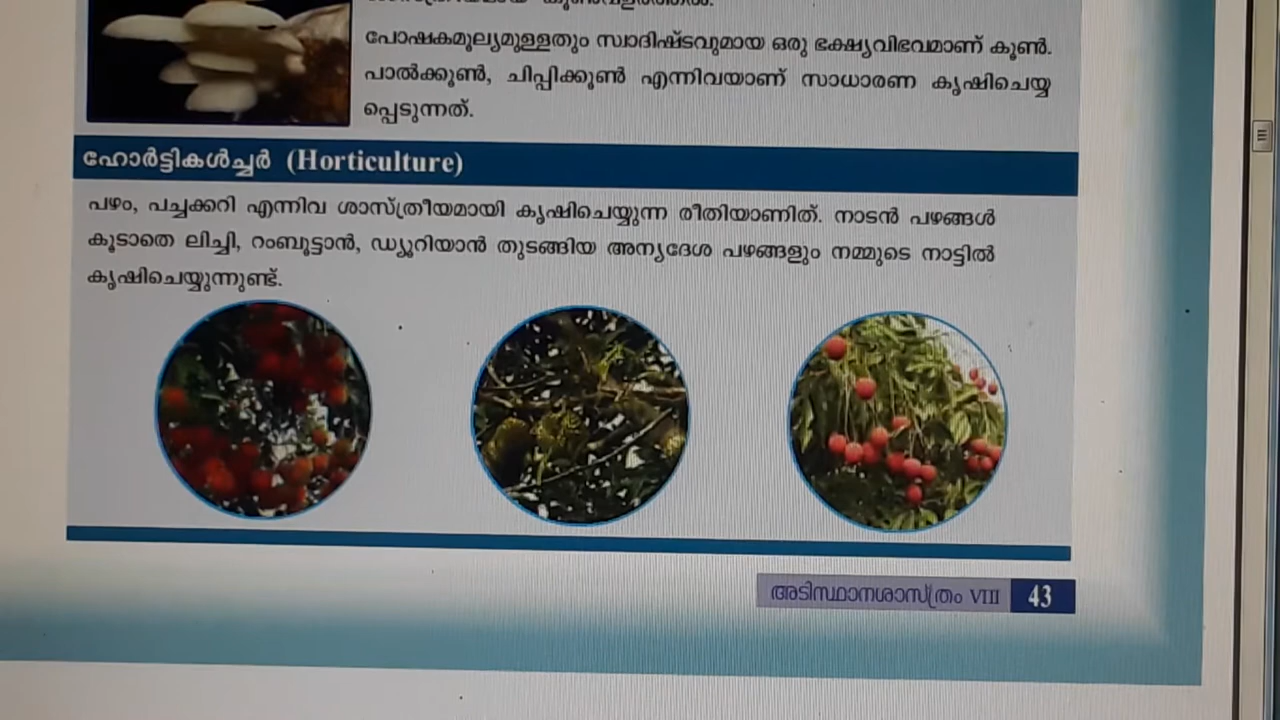 പോഷകമൂല്യമുള്ളതും സ്വാദിഷ്ടവുമായ ഒരു ഭക്ഷ്യവിഭവമാണ് കൂൺ.
പാൽക്കൂൺ, ചിപ്പിക്കൂൺ എന്നിവയാണ് സാധാരണ കൃഷിചെയ്യ
പ്പെടുന്നത്.
ഹോർട്ടികൾച്ചർ (Horticulture)
പഴം, പച്ചക്കറി എന്നിവ ശാസ്ത്രീയമായി കൃഷിചെയ്യുന്ന രീതിയാണിത്. നാടൻ പഴങ്ങൾ
കൂടാതെ ലിച്ചി, റംബൂട്ടാൻ, ഡ്യൂറിയാൻ തുടങ്ങിയ അന്യദേശ പഴങ്ങളും നമ്മുടെ നാട്ടിൽ
കൃഷിചെയ്യുന്നുണ്ട്.
അടിസ്ഥാനശാസ്ത്രം VIII 43